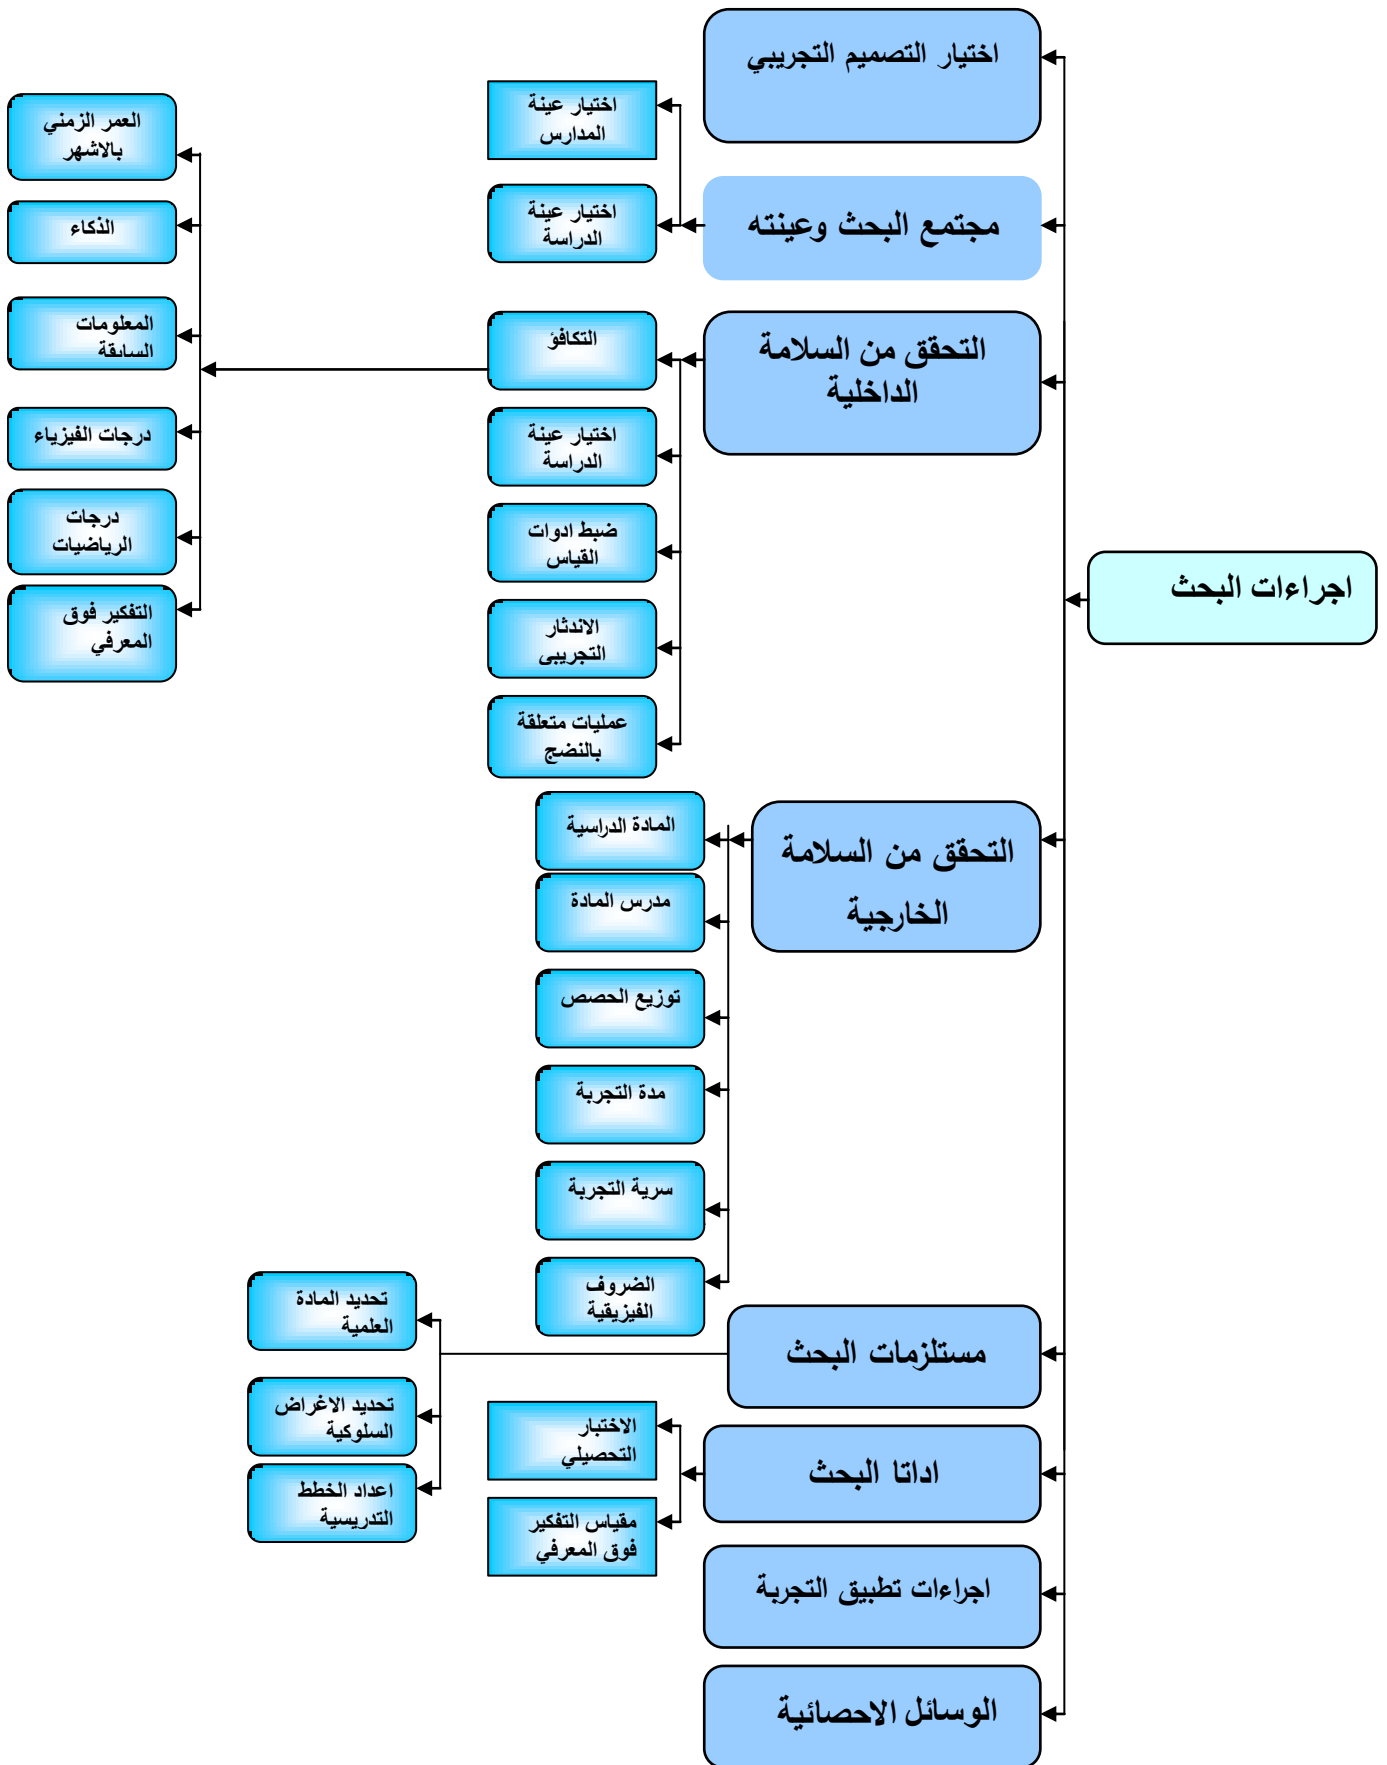 اجراءات البحث
اختيار التصميم التجريبي
مجتمع البحث وعينته
اختيار عينة
المدارس
اختيار عينة
الدراسة
التحقق من السلامة
الداخلية
التكافؤ
العمر الزمني
بالاشهر
الذكاء
المعلومات
السابقة
درجات الفيزياء
درجات
الرياضيات
التفكير فوق
المعرفي
اختيار عينة
الدراسة
ضبط ادوات
القياس
الاندثار
التجريبي
عمليات متعلقة
بالنضج
التحقق من السلامة
الخارجية
المادة الدراسية
مدرس المادة
توزيع الحصص
مدة التجربة
سرية التجربة
الضروف
الفيزيقية
مستلزمات البحث
تحديد المادة
العلمية
تحديد الاغراض
السلوكية
اعداد الخطط
التدريسية
اداتا البحث
الاختبار
التحصيلي
مقياس التفكير
فوق المعرفي
اجراءات تطبيق التجربة
الوسائل الاحصائية